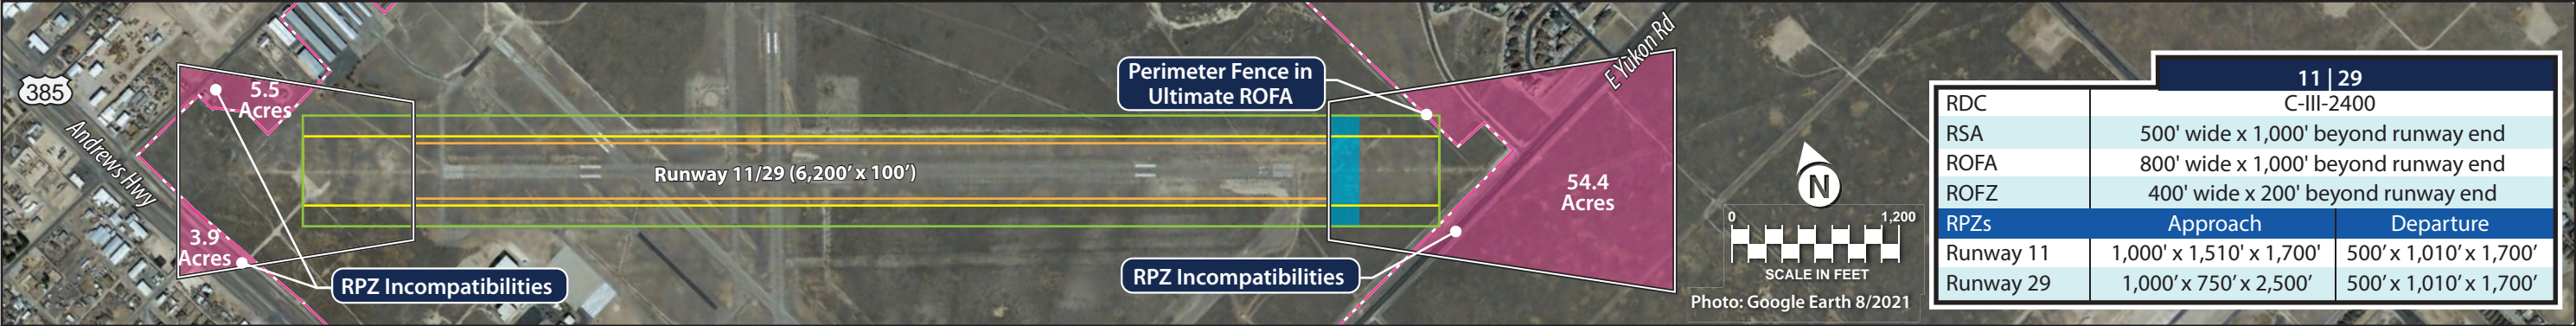 385
Andrews Hwy
5.5
Acres
3.9
Acres
RPZ Incompatibilities
Runway 11/29 (6,200’ x 100’)
Perimeter Fence in
Ultimate ROFA
RPZ Incompatibilities
E Yukon Rd
54.4
Acres
N
0 1,200
SCALE IN FEET
Photo: Google Earth 8/2021
11 | 29
RDC C-III-2400
RSA 500' wide x 1,000' beyond runway end
ROFA 800' wide x 1,000' beyond runway end
ROFZ 400' wide x 200' beyond runway end
RPZs Approach Departure
Runway 11 1,000' x 1,510' x 1,700' 500’ x 1,010’ x 1,700’
Runway 29 1,000’ x 750’ x 2,500’ 500’ x 1,010’ x 1,700’